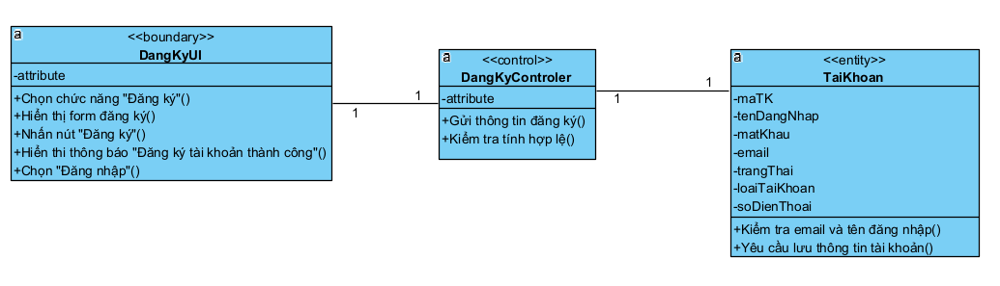 a
<<boundary>>
DangKyUI
-attribute
+Chọn chức năng "Đăng ký"()
+Hiển thị form đăng ký()
+Nhấn nút "Đăng ký"()
+Hiển thi thông báo "Đăng ký tài khoản thành công"()
+Chọn "Đăng nhập"()
1
1
a
<<control>>
DangKyControler
-attribute
+Gửi thông tin đăng ký()
+Kiểm tra tính hợp lệ()
1
1
a
<<entity>>
TaiKhoan
-maTK
-tenDangNhap
-matKhau
-email
-trangThai
-loaiTaiKhoan
-soDienThoai
+Kiểm tra email và tên đăng nhập()
+Yêu cầu lưu thông tin tài khoản()